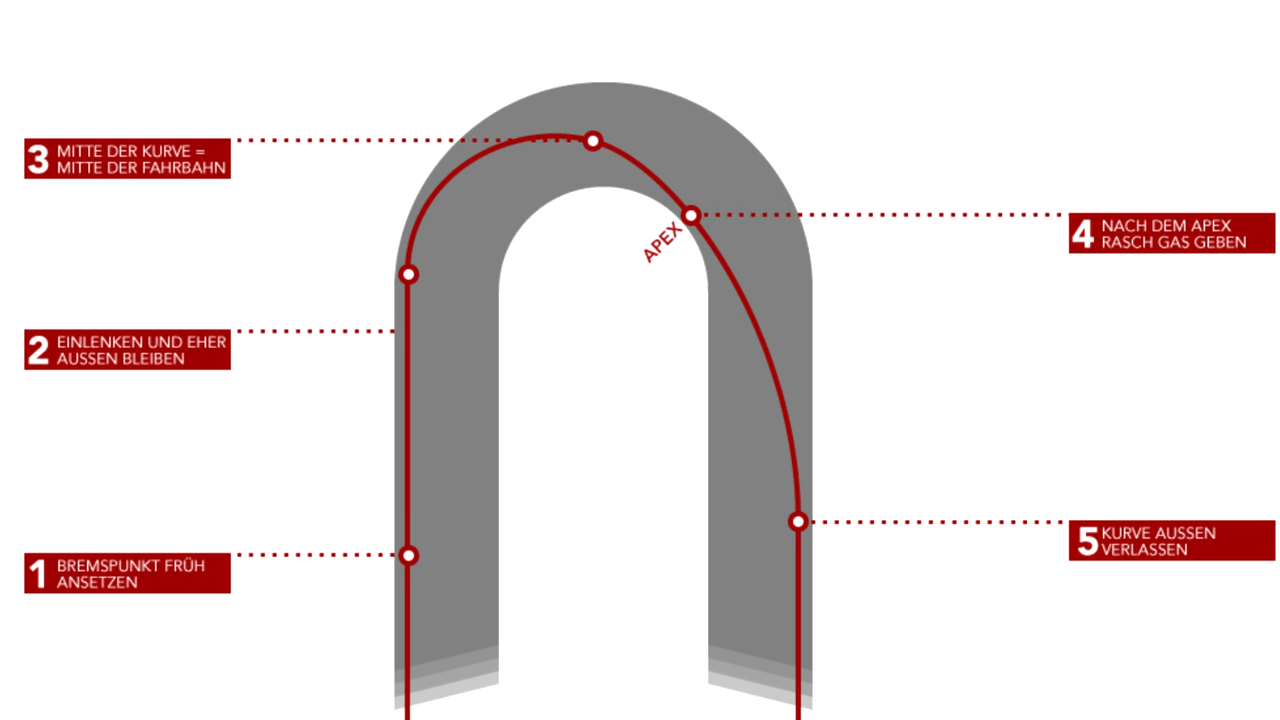 3 MITTE DER KURVE =
MITTE DER FAHRBAHN
4 NACH DEM APEX
RASCH GAS GEBEN
APEX
2 EINLENKEN UND EHER
AUSSEN BLEIBEN
5 KURVE AUSSEN
VERLASSEN
1 BREMSPUNKT FRÜH
ANSETZEN